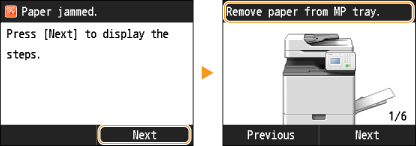 Paper jammed.
Press [Next] to display the
steps.
Next
Remove paper from MP tray.
1/6
Previous
Next